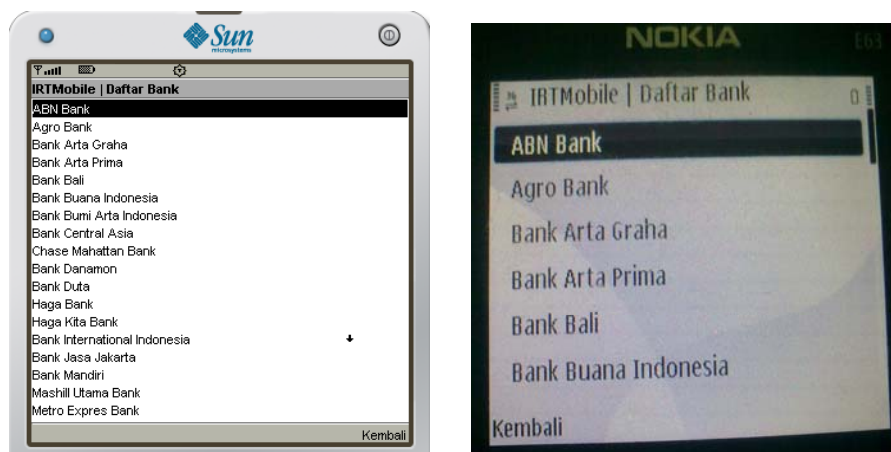 Sun
microsystems
IRTMobile | Daftar Bank
ABN Bank
Agro Bank
Bank Arta Graha
Bank Arta Prima
Bank Bali
Bank Buana Indonesia
Bank Bumi Arta Indonesia
Bank Central Asia
Chase Mahattan Bank
Bank Danamon
Bank Duta
Haga Bank
Haga Kita Bank
Bank International Indonesia
Bank Jasa Jakarta
Bank Mandiri
Mashill Utama Bank
Metro Expres Bank
Kembali
NOKIA
E63
IRTMobile | Daftar Bank
ABN Bank
Agro Bank
Bank Arta Graha
Bank Arta Prima
Bank Bali
Bank Buana Indonesia
Kembali